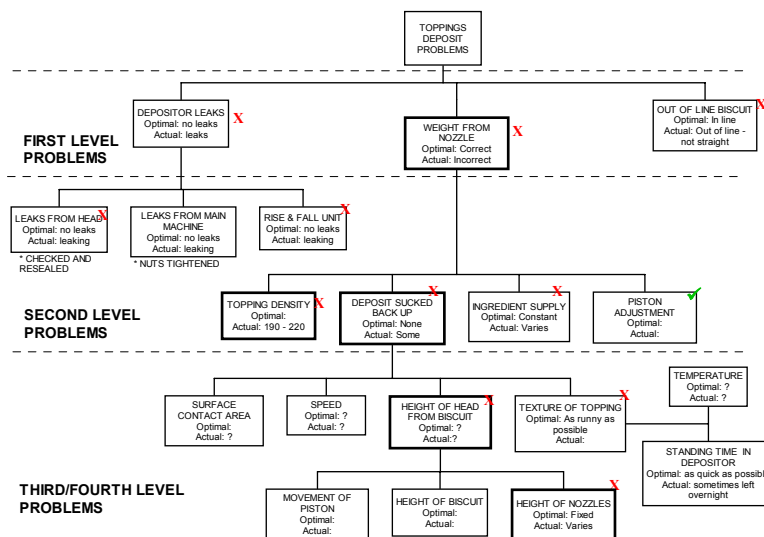 TOPPINGS
DEPOSIT
PROBLEMS
FIRST LEVEL
PROBLEMS
DEPOSITOR LEAKS
Optimal: no leaks
Actual: leaks
X
WEIGHT FROM
NOZZLE
Optimal: Correct
Actual: Incorrect
X
OUT OF LINE BISCUIT
Optimal: In line
Actual: Out of line -
not straight
X
LEAKS FROM HEAD
Optimal: no leaks
Actual: leaking
X
* CHECKED AND
RESEALED
LEAKS FROM MAIN
MACHINE
Optimal: no leaks
Actual: leaking
X
* NUTS TIGHTENED
RISE & FALL UNIT
Optimal: no leaks
Actual: leaking
X
SECOND LEVEL
PROBLEMS
TOPPING DENSITY
Optimal:
Actual: 190 - 220
X
DEPOSIT SUCKED
BACK UP
Optimal: None
Actual: Some
X
INGREDIENT SUPPLY
Optimal: Constant
Actual: Varies
X
PISTON
ADJUSTMENT
Optimal:
Actual:
THIRD/FOURTH LEVEL
PROBLEMS
SURFACE
CONTACT AREA
Optimal:
Actual: ?
SPEED
Optimal: ?
Actual: ?
HEIGHT OF HEAD
FROM BISCUIT
Optimal: ?
Actual:?
X
TEXTURE OF TOPPING
Optimal: As runny as
possible
Actual:
X
TEMPERATURE
Optimal: ?
Actual: ?
STANDING TIME IN
DEPOSITOR
Optimal: as quick as possible
Actual: sometimes left
overnight
MOVEMENT OF
PISTON
Optimal:
Actual:
HEIGHT OF BISCUIT
Optimal:
Actual:
HEIGHT OF NOZZLES
Optimal: Fixed
Actual: Varies
X